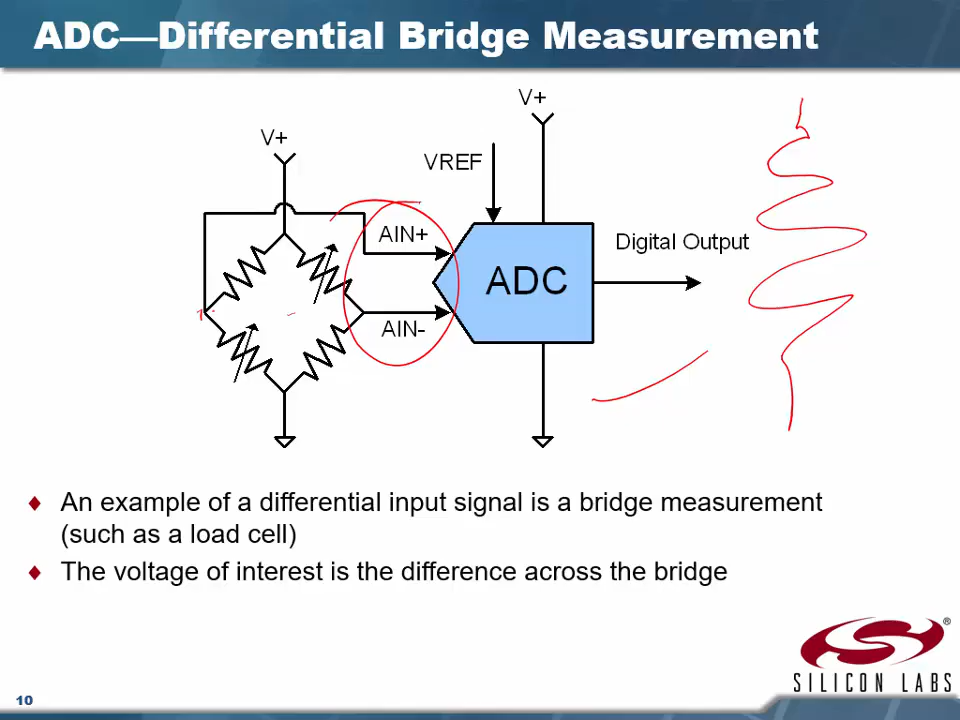 ADC—Differential Bridge Measurement
V+
V+
VREF
AIN+
Digital Output
ADC
AIN-
♦ An example of a differential input signal is a bridge measurement
(such as a load cell)
♦ The voltage of interest is the difference across the bridge
SILICON LABS
®
10